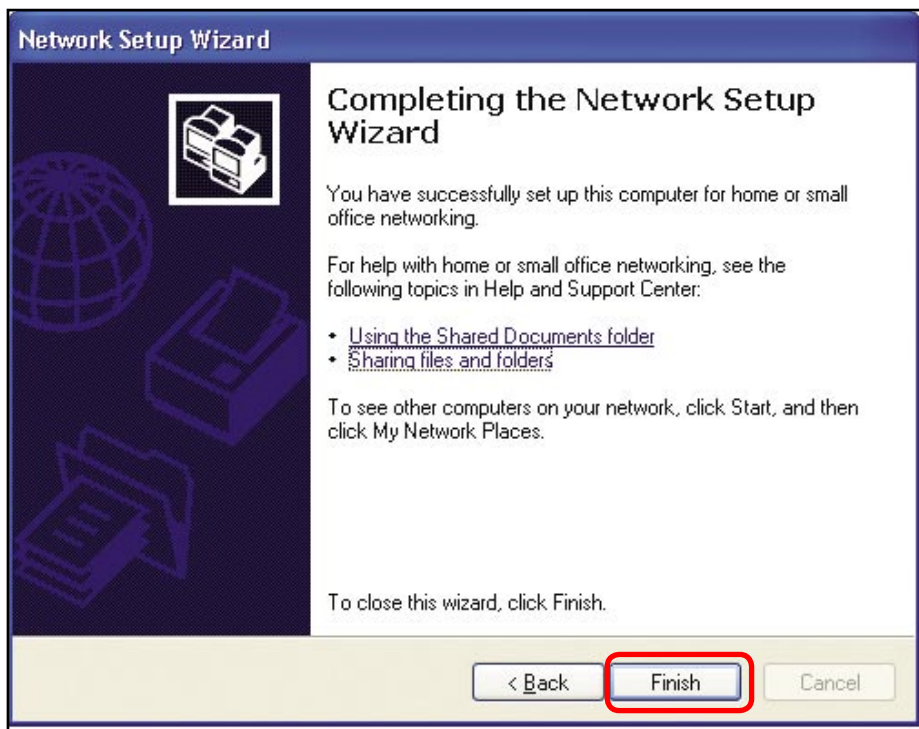 Network Setup Wizard
Completing the Network Setup
Wizard
You have successfully set up this computer for home or small
office networking.
For help with home or small office networking, see the
following topics in Help and Support Center:
• Using the Shared Documents folder
• Sharing files and folders
To see other computers on your network, click Start, and then
click My Network Places.
To close this wizard, click Finish.
< Back Finish Cancel